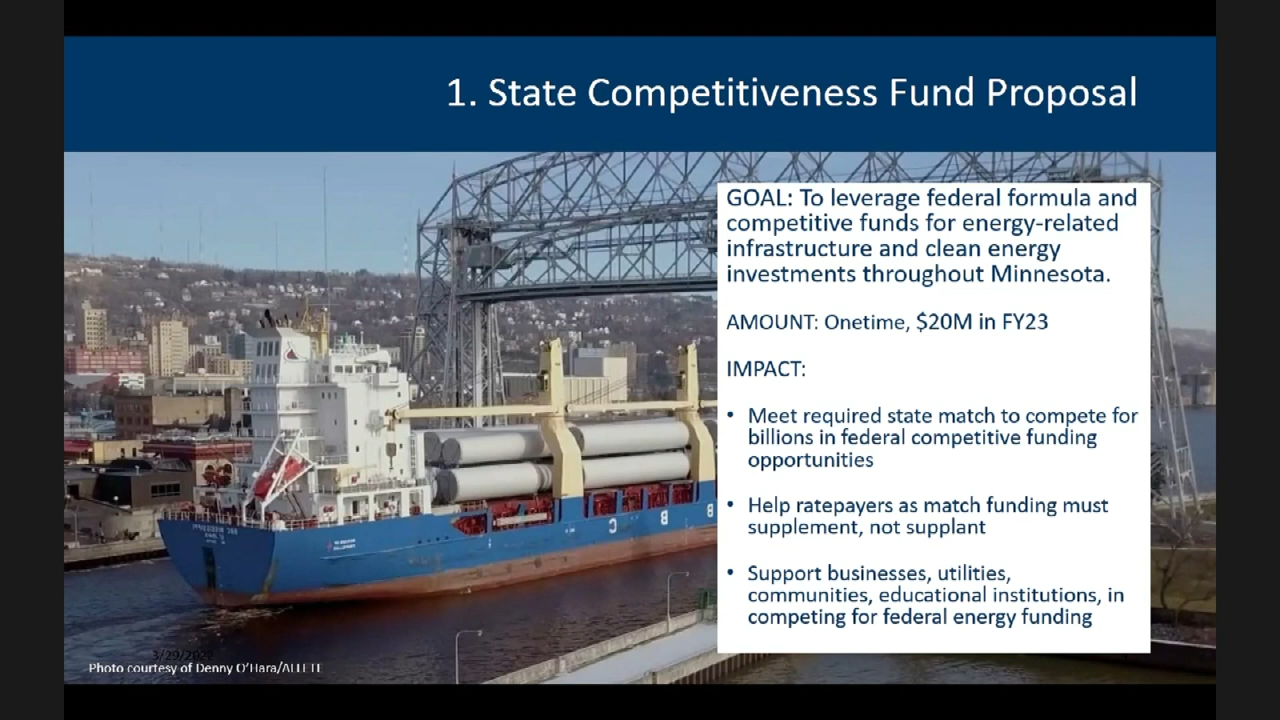 1. State Competitiveness Fund Proposal
GOAL: To leverage federal formula and
competitive funds for energy-related
infrastructure and clean energy
investments throughout Minnesota.
AMOUNT: Onetime, $20M in FY23
IMPACT:
• Meet required state match to compete for
billions in federal competitive funding
opportunities
• Help ratepayers as match funding must
supplement, not supplant
• Support businesses, utilities,
communities, educational institutions, in
competing for federal energy funding
Photo courtesy of Denny O'Hara/ALLETE